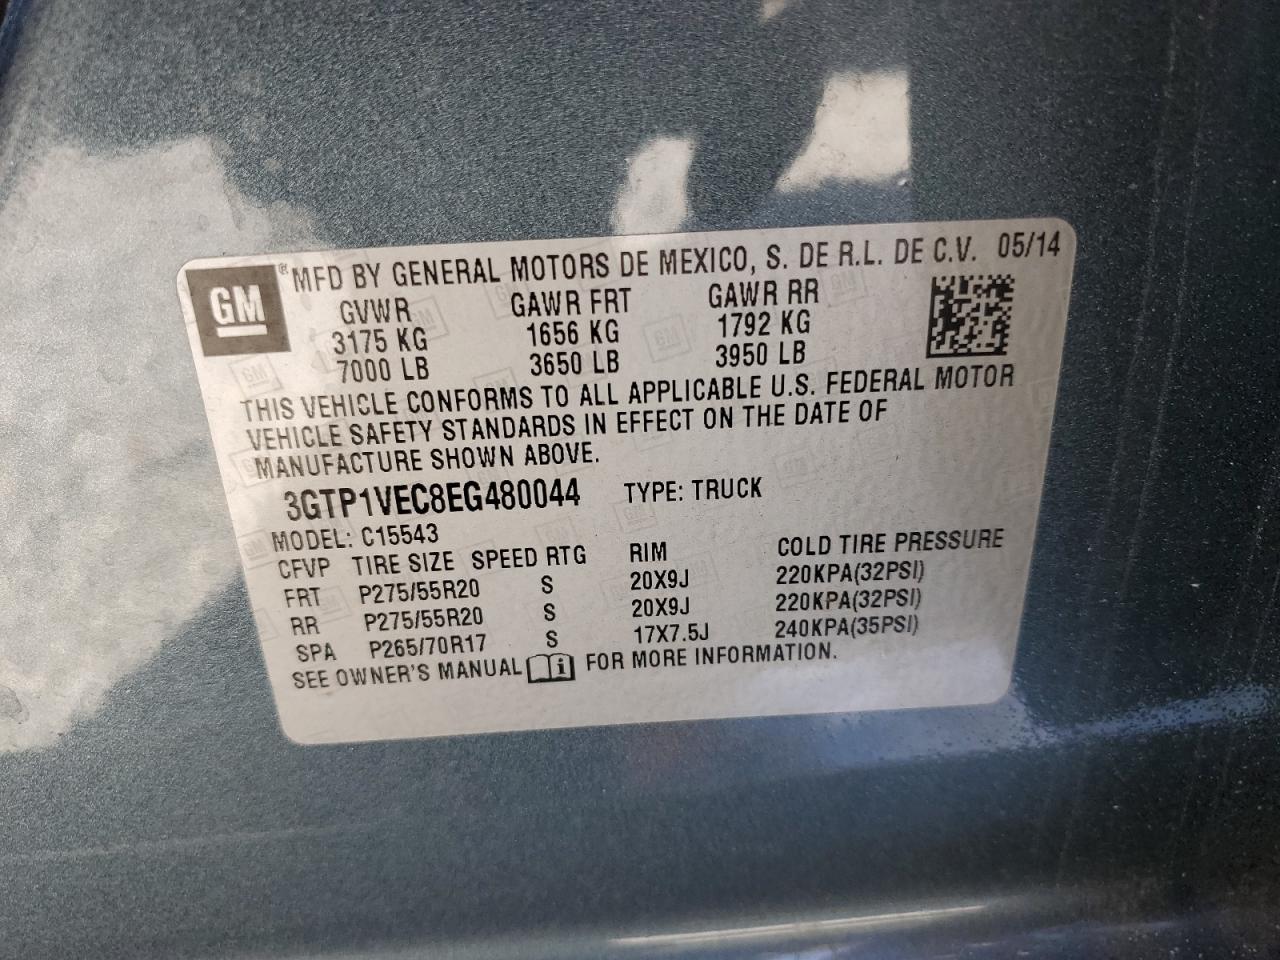 GM ® MFD BY GENERAL MOTORS DE MEXICO, S. DE R.L. DE C.V. 05/14
GVWR GAWR FRT GAWR RR
3175 KG 1656 KG 1792 KG
7000 LB 3650 LB 3950 LB
THIS VEHICLE CONFORMS TO ALL APPLICABLE U.S. FEDERAL MOTOR
VEHICLE SAFETY STANDARDS IN EFFECT ON THE DATE OF
MANUFACTURE SHOWN ABOVE.
3GTP1VEC8EG480044 TYPE: TRUCK
MODEL: C15543
CFVP TIRE SIZE SPEED RTG RIM COLD TIRE PRESSURE
FRT P275/55R20 S 20X9J 220KPA(32PSI)
RR P275/55R20 S 20X9J 220KPA(32PSI)
SPA P265/70R17 S 17X7.5J 240KPA(35PSI)
SEE OWNER'S MANUAL i FOR MORE INFORMATION.